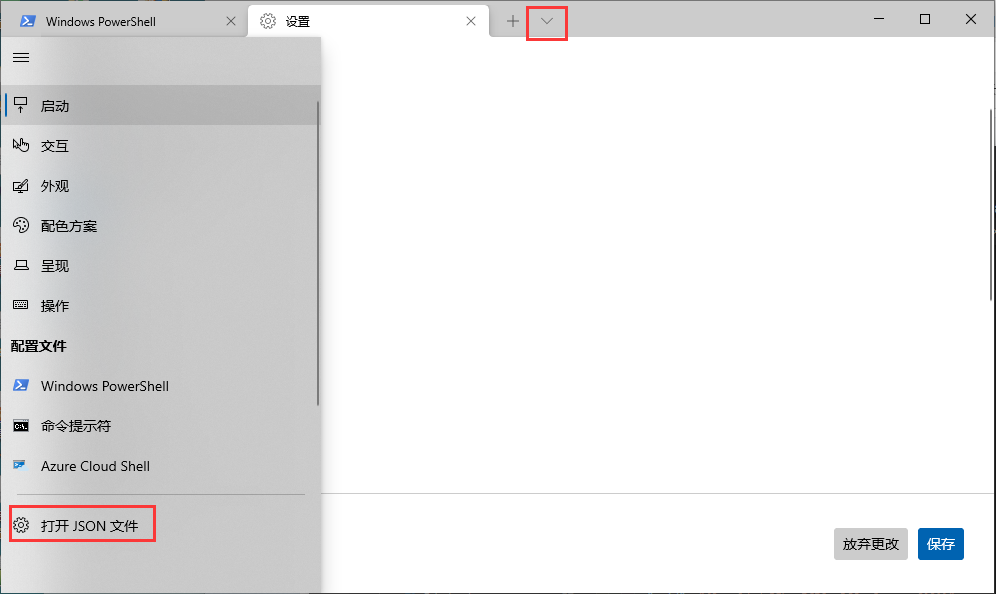 Windows PowerShell
设置
启动
交互
外观
配色方案
呈现
操作
配置文件
Windows PowerShell
命令提示符
Azure Cloud Shell
打开 JSON 文件
放弃更改
保存